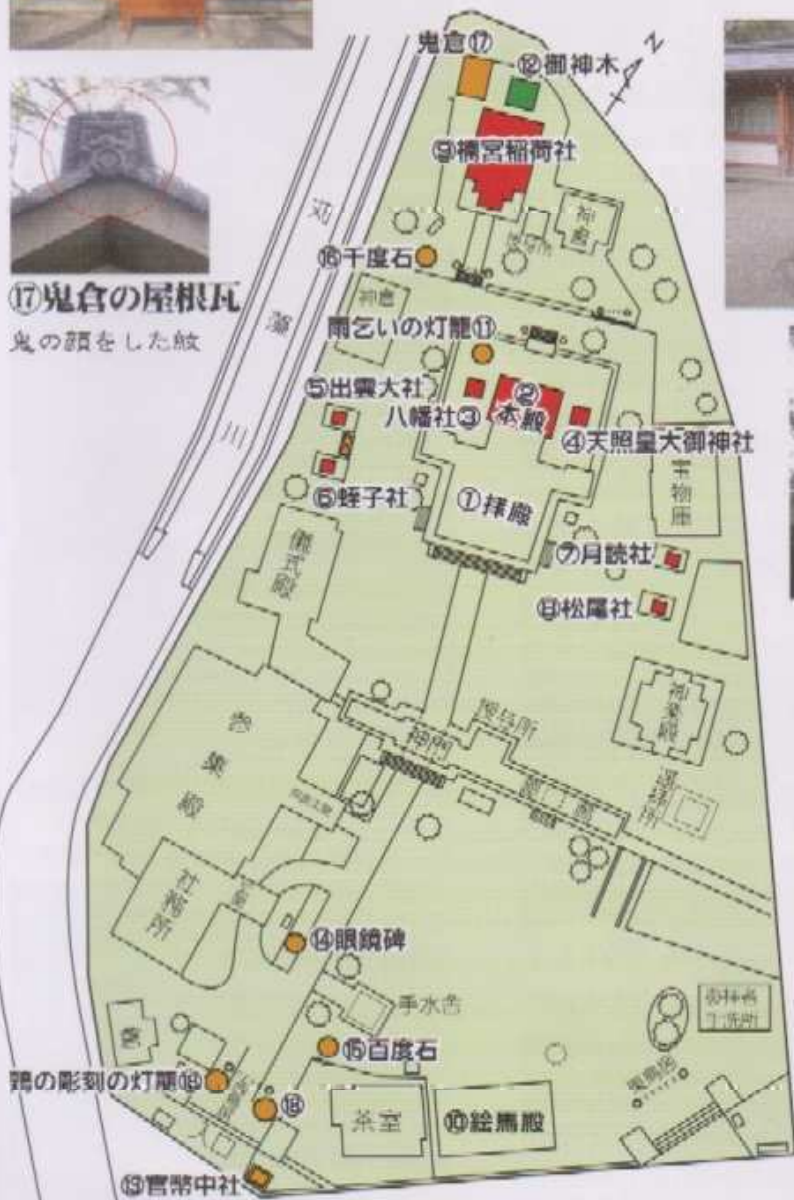 鬼倉⑰
⑫御神木
Z
⑨楠宮稲荷社
神倉
⑯千度石
神倉
雨乞いの灯籠⑪
⑰鬼倉の屋根瓦
鬼の顔をした紋
川
⑤出雲大社
八幡社③
②
本殿
④天照皇大御神社
宝物庫
⑥蛭子社
①拝殿
儀式殿
⑦月読社
⑧松尾社
神楽殿
授与所
神門
参集殿
社務所
⑭眼鏡碑
手水舎
⑮百度石
鶏の彫刻の灯籠⑱
⑱
入口
茶室
⑩絵馬殿
⑬官幣中社